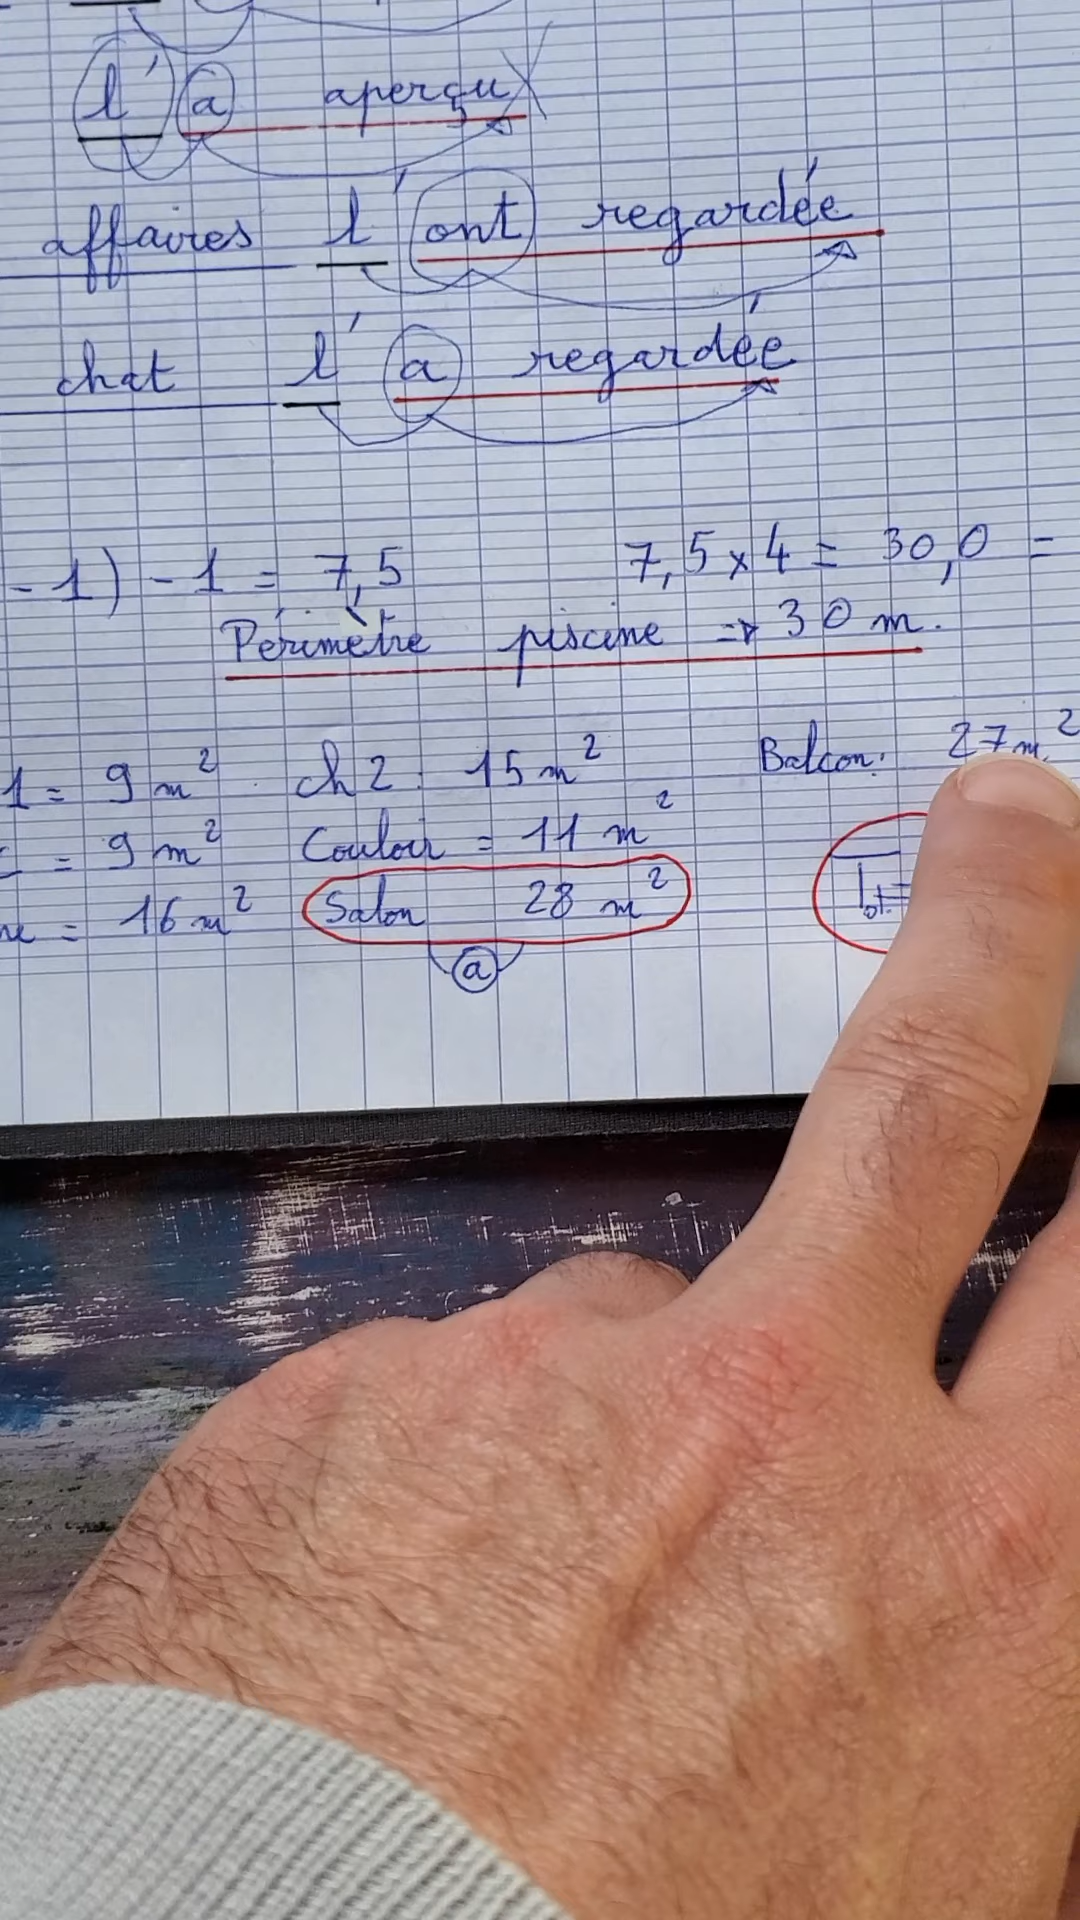 l' a aperçu
affaires l' ont regardée
chat l' a regardée
- 1) - 1 = 7,5 7,5 x 4 = 30,0 =
Périmètre piscine → 30 m.
1 = 9 m² ch 2 : 15 m² Balcon: 27 m²
= 9 m² Couloir = 11 m²
= 16 m² Salon 28 m² Tot. =
a